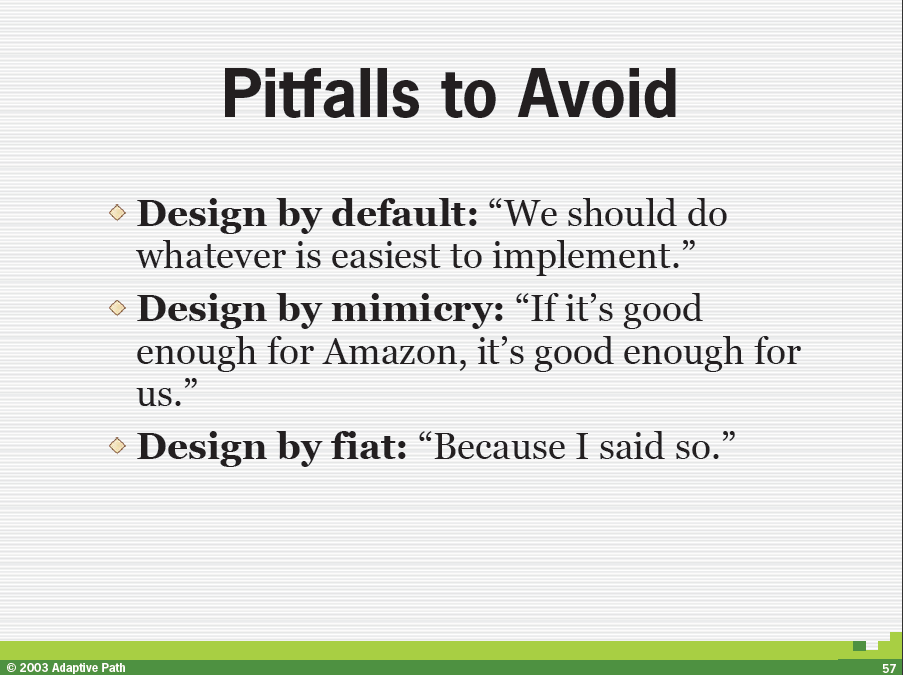 Pitfalls to Avoid
Design by default: “We should do
whatever is easiest to implement.”
Design by mimicry: “If it’s good
enough for Amazon, it’s good enough for
us.”
Design by fiat: “Because I said so.”
© 2003 Adaptive Path
57